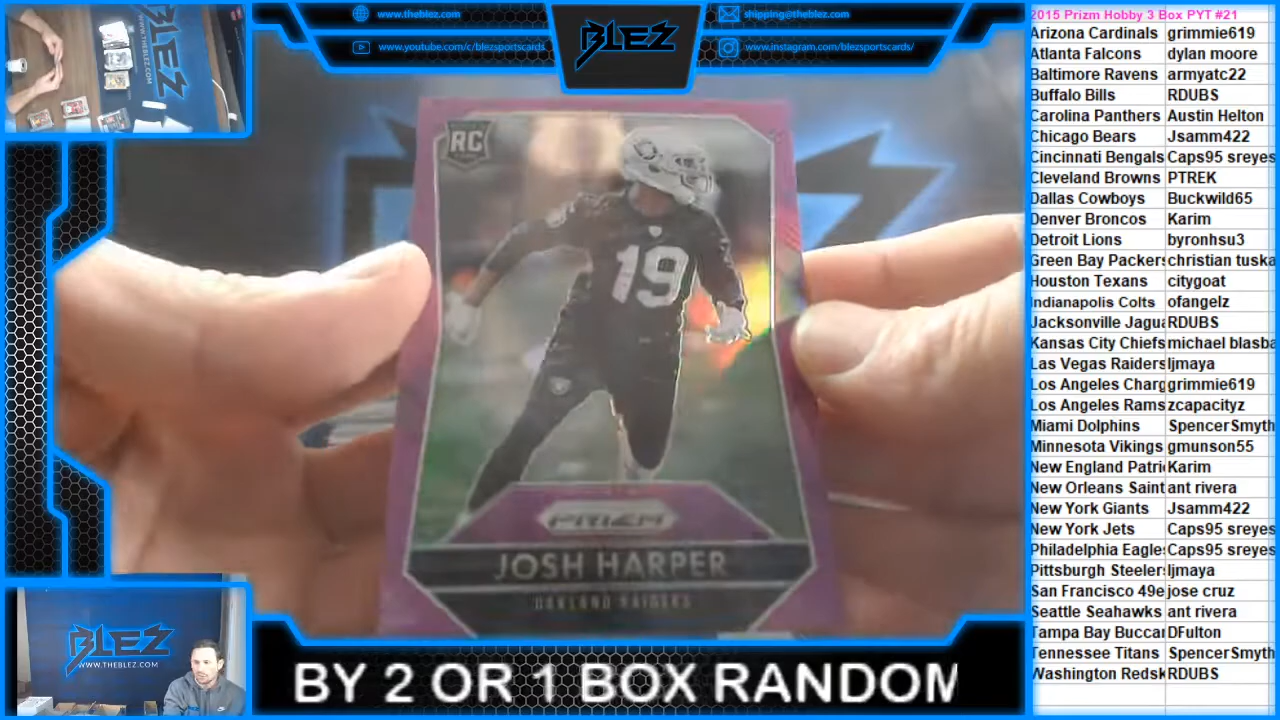 www.theblez.com
www.youtube.com/c/blezsportscards
BLEZ
shipping@theblez.com
www.instagram.com/blezsportscards/
RC
19
PRIZM
JOSH HARPER
OAKLAND RAIDERS
BLEZ
WWW.THEBLEZ.COM
BY 2 OR 1 BOX RANDOM
2015 Prizm Hobby 3 Box PYT #21
Arizona Cardinals grimmie619
Atlanta Falcons dylan moore
Baltimore Ravens armyatc22
Buffalo Bills RDUBS
Carolina Panthers Austin Helton
Chicago Bears Jsamm422
Cincinnati Bengals Caps95 sreyes
Cleveland Browns PTREK
Dallas Cowboys Buckwild65
Denver Broncos Karim
Detroit Lions byronhsu3
Green Bay Packers christian tuska
Houston Texans citygoat
Indianapolis Colts ofangelz
Jacksonville Jagua RDUBS
Kansas City Chiefs michael blasba
Las Vegas Raiders ljmaya
Los Angeles Charg grimmie619
Los Angeles Rams zcapacityz
Miami Dolphins SpencerSmyth
Minnesota Vikings gmunson55
New England Patri Karim
New Orleans Saint ant rivera
New York Giants Jsamm422
New York Jets Caps95 sreyes
Philadelphia Eagles Caps95 sreyes
Pittsburgh Steelers ljmaya
San Francisco 49e jose cruz
Seattle Seahawks ant rivera
Tampa Bay Buccar DFulton
Tennessee Titans SpencerSmyth
Washington Redsk RDUBS